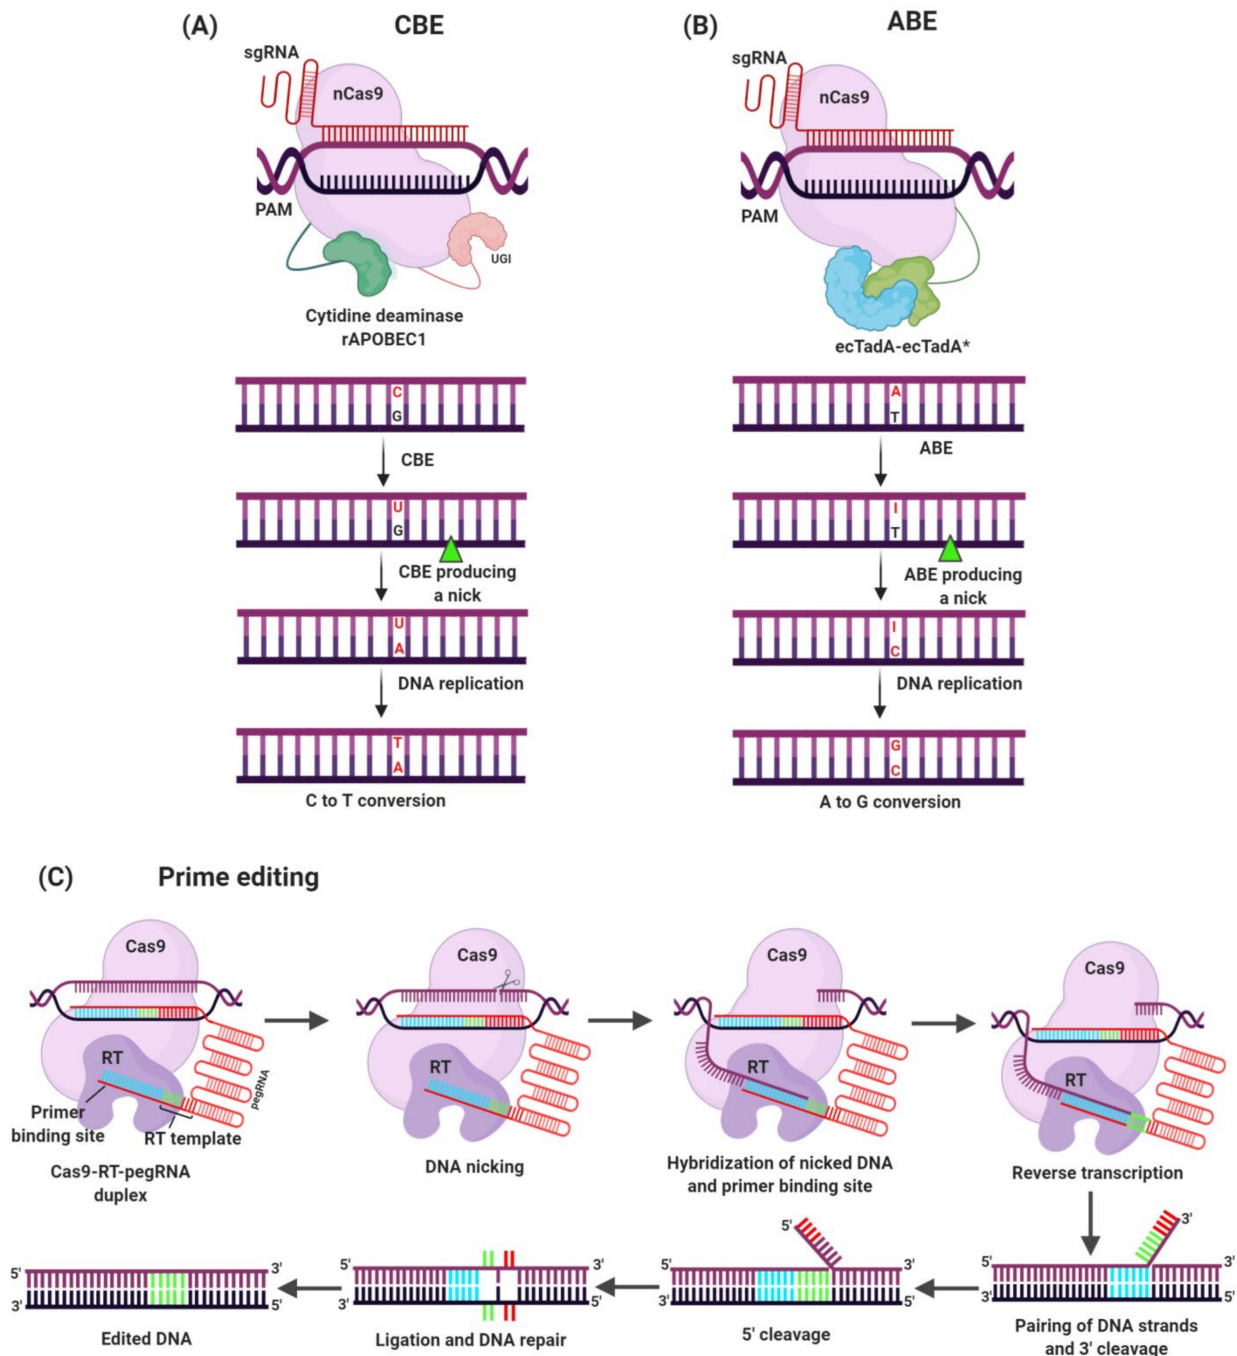 (A) CBE
sgRNA
nCas9
PAM
UGI
Cytidine deaminase
rAPOBEC1
C
G
CBE
U
G
CBE producing
a nick
U
A
DNA replication
T
A
C to T conversion
(B) ABE
sgRNA
nCas9
PAM
ecTadA-ecTadA*
A
T
ABE
I
T
ABE producing
a nick
I
C
DNA replication
G
C
A to G conversion
(C) Prime editing
Cas9
RT
pegRNA
Primer
binding site
RT template
Cas9-RT-pegRNA
duplex
Cas9
RT
DNA nicking
Cas9
RT
Hybridization of nicked DNA
and primer binding site
Cas9
RT
Reverse transcription
3'
5' 3'
3' 5'
Pairing of DNA strands
and 3' cleavage
5'
5' 3'
3' 5'
5' cleavage
5' 3'
3' 5'
Ligation and DNA repair
5' 3'
3' 5'
Edited DNA